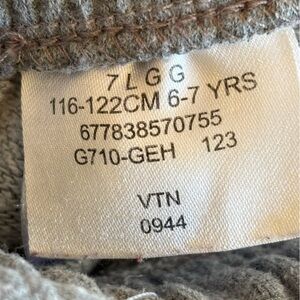 7 L G G
116-122CM 6-7 YRS
677838570755
G710-GEH 123
VTN
0944